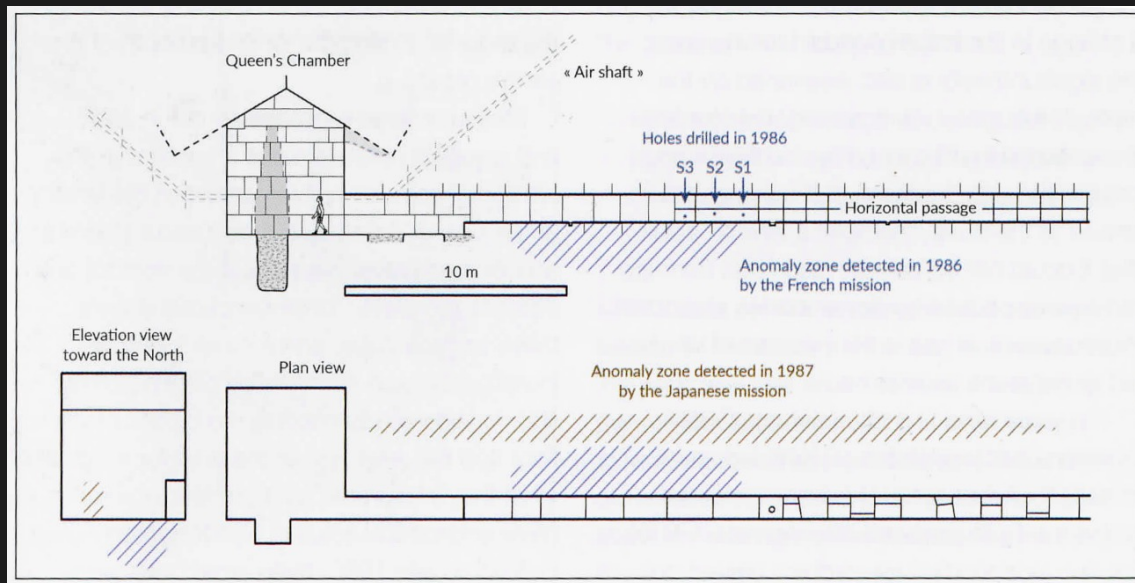 Queen's Chamber
« Air shaft »
Holes drilled in 1986
S3 S2 S1
Horizontal passage
10 m
Anomaly zone detected in 1986
by the French mission
Elevation view
toward the North
Plan view
Anomaly zone detected in 1987
by the Japanese mission